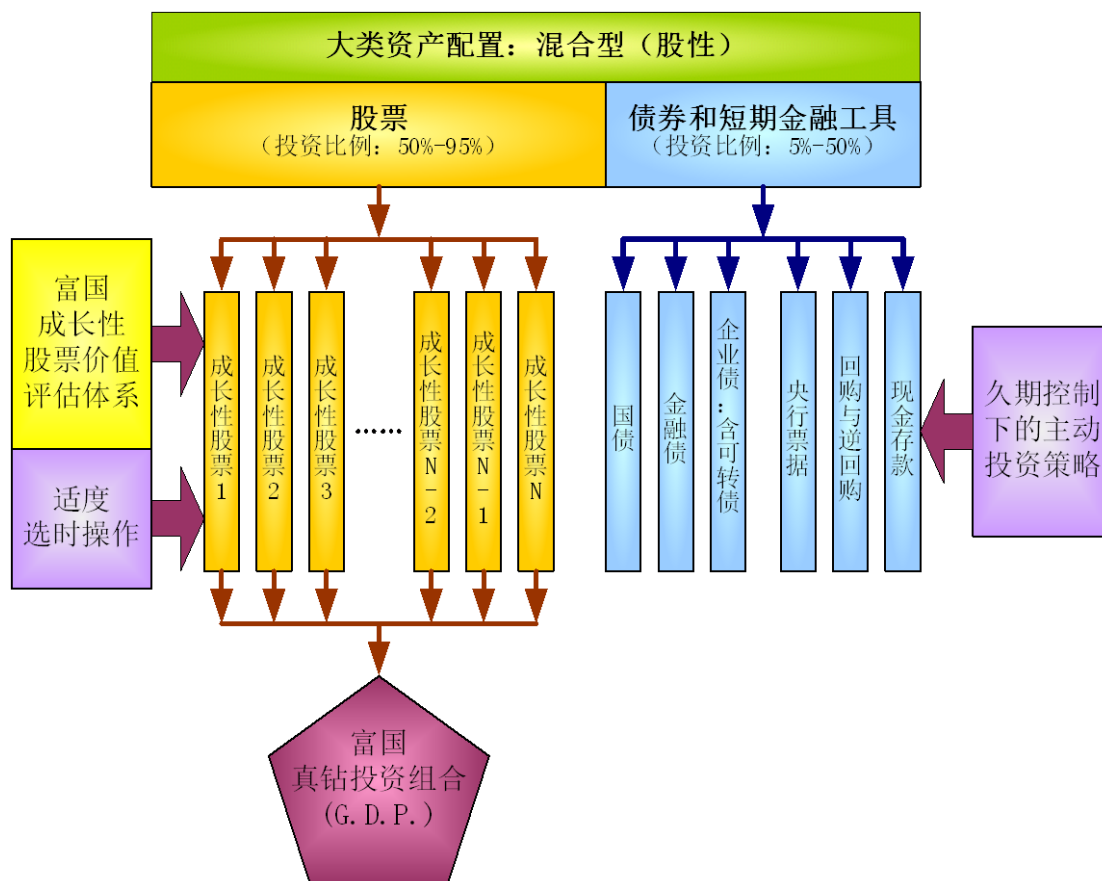 大类资产配置：混合型（股性）
股票
（投资比例：50%-95%）
债券和短期金融工具
（投资比例：5%-50%）
富国
成长性
股票价值
评估体系
适度
选时操作
成长性股票1
成长性股票2
成长性股票3
……
成长性股票N-2
成长性股票N-1
成长性股票N
国债
金融债
企业债：含可转债
央行票据
回购与逆回购
现金存款
久期控制
下的主动
投资策略
富国
真钻投资组合
(G.D.P.)